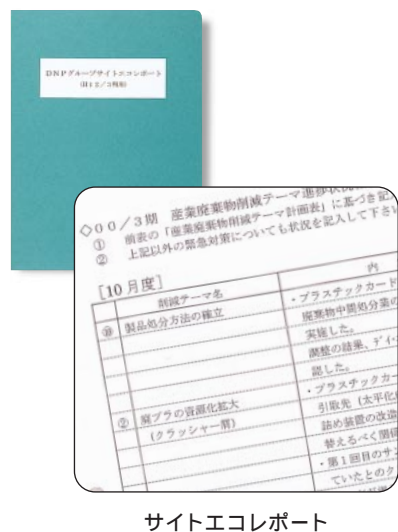 DNPグループサイトエコレポート
◇00/3期 産業廃棄物削減テーマ進捗状況
① 前表の「産業廃棄物削減テーマ計画表」に基づき記
② 上記以外の緊急対策についても状況を記入して下さい
[10月度]
削減テーマ名
内
⑩ 製品処分方法の確立
・プラスチックカード
廃棄物中間処分業の
実施した。
調整の結果、デイ・
認した。
② 廃プラの資源化拡大
(クラッシャー屑)
・プラスチックカー
引取先(太平化
詰め装置の改造
替えるべく関係
・第1回目のサン
ていたとのク
サイトエコレポート